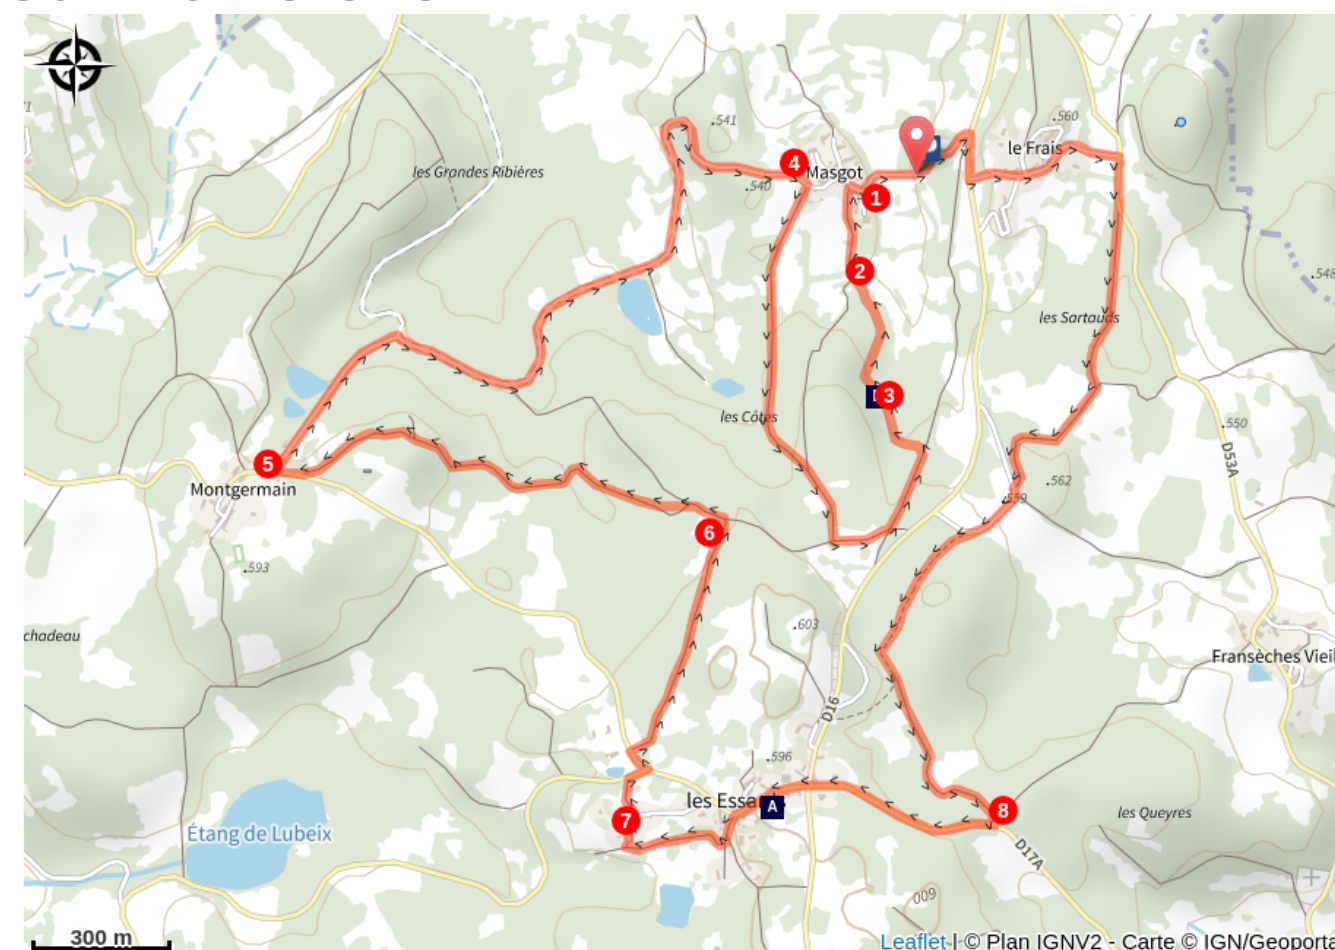 .541
.560
le Frais
les Grandes Ribières
4
Masgot
.540
1
2
.548
les Sartauds
3
les Côtes
.550
D53A
5
Montgermain
.562
.559
6
.593
.603
chadeau
Fransèches Vieil
D16
.596
les Essa
A
7
8
les Queyres
Étang de Lubeix
D17A
600
300 m
Leaflet | © Plan IGNV2 - Carte © IGN/Geoporta